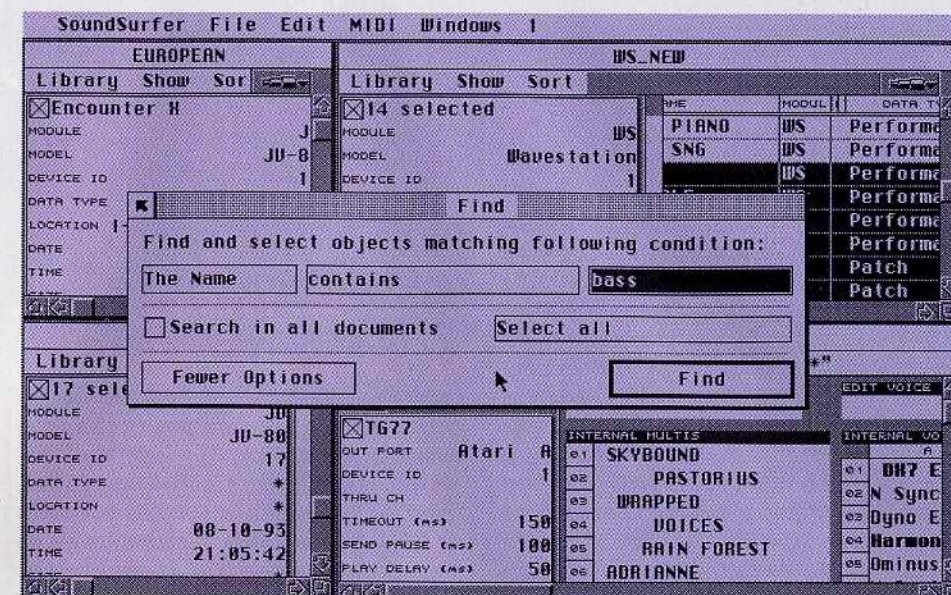 SoundSurfer File Edit MIDI Windows 1
EUROPEAN
Library Show Sor
Encounter X
MODULE J
MODEL JV-8
DEVICE ID 1
DATA TYPE
LOCATION
DATE
TIME
WS_NEW
Library Show Sort
14 selected
MODULE WS
MODEL Wavestation
DEVICE ID 1
MODUL DATA TY
PIANO WS Performa
SNG WS Performa
WS Performa
Performa
Performa
Performa
Patch
Patch
Find
Find and select objects matching following condition:
The Name contains bass
Search in all documents Select all
Fewer Options Find
Library
17 sele
MODULE JV
MODEL JV-80
DEVICE ID 17
DATA TYPE *
LOCATION *
DATE 08-10-93
TIME 21:05:42
TG77
OUT PORT Atari A
DEVICE ID 1
THRU CH
TIMEOUT (ms) 150
SEND PAUSE (ms) 100
PLAY DELAY (ms) 50
INTERNAL MULTIS
01 SKYBOUND
02 PASTORIUS
03 WRAPPED
04 VOICES
05 RAIN FOREST
06 ADRIANNE
EDIT VOICE
INTERNAL VO
A
01 DX7 E
02 N Sync
03 Dyno E
04 Harmon
05 Ominus